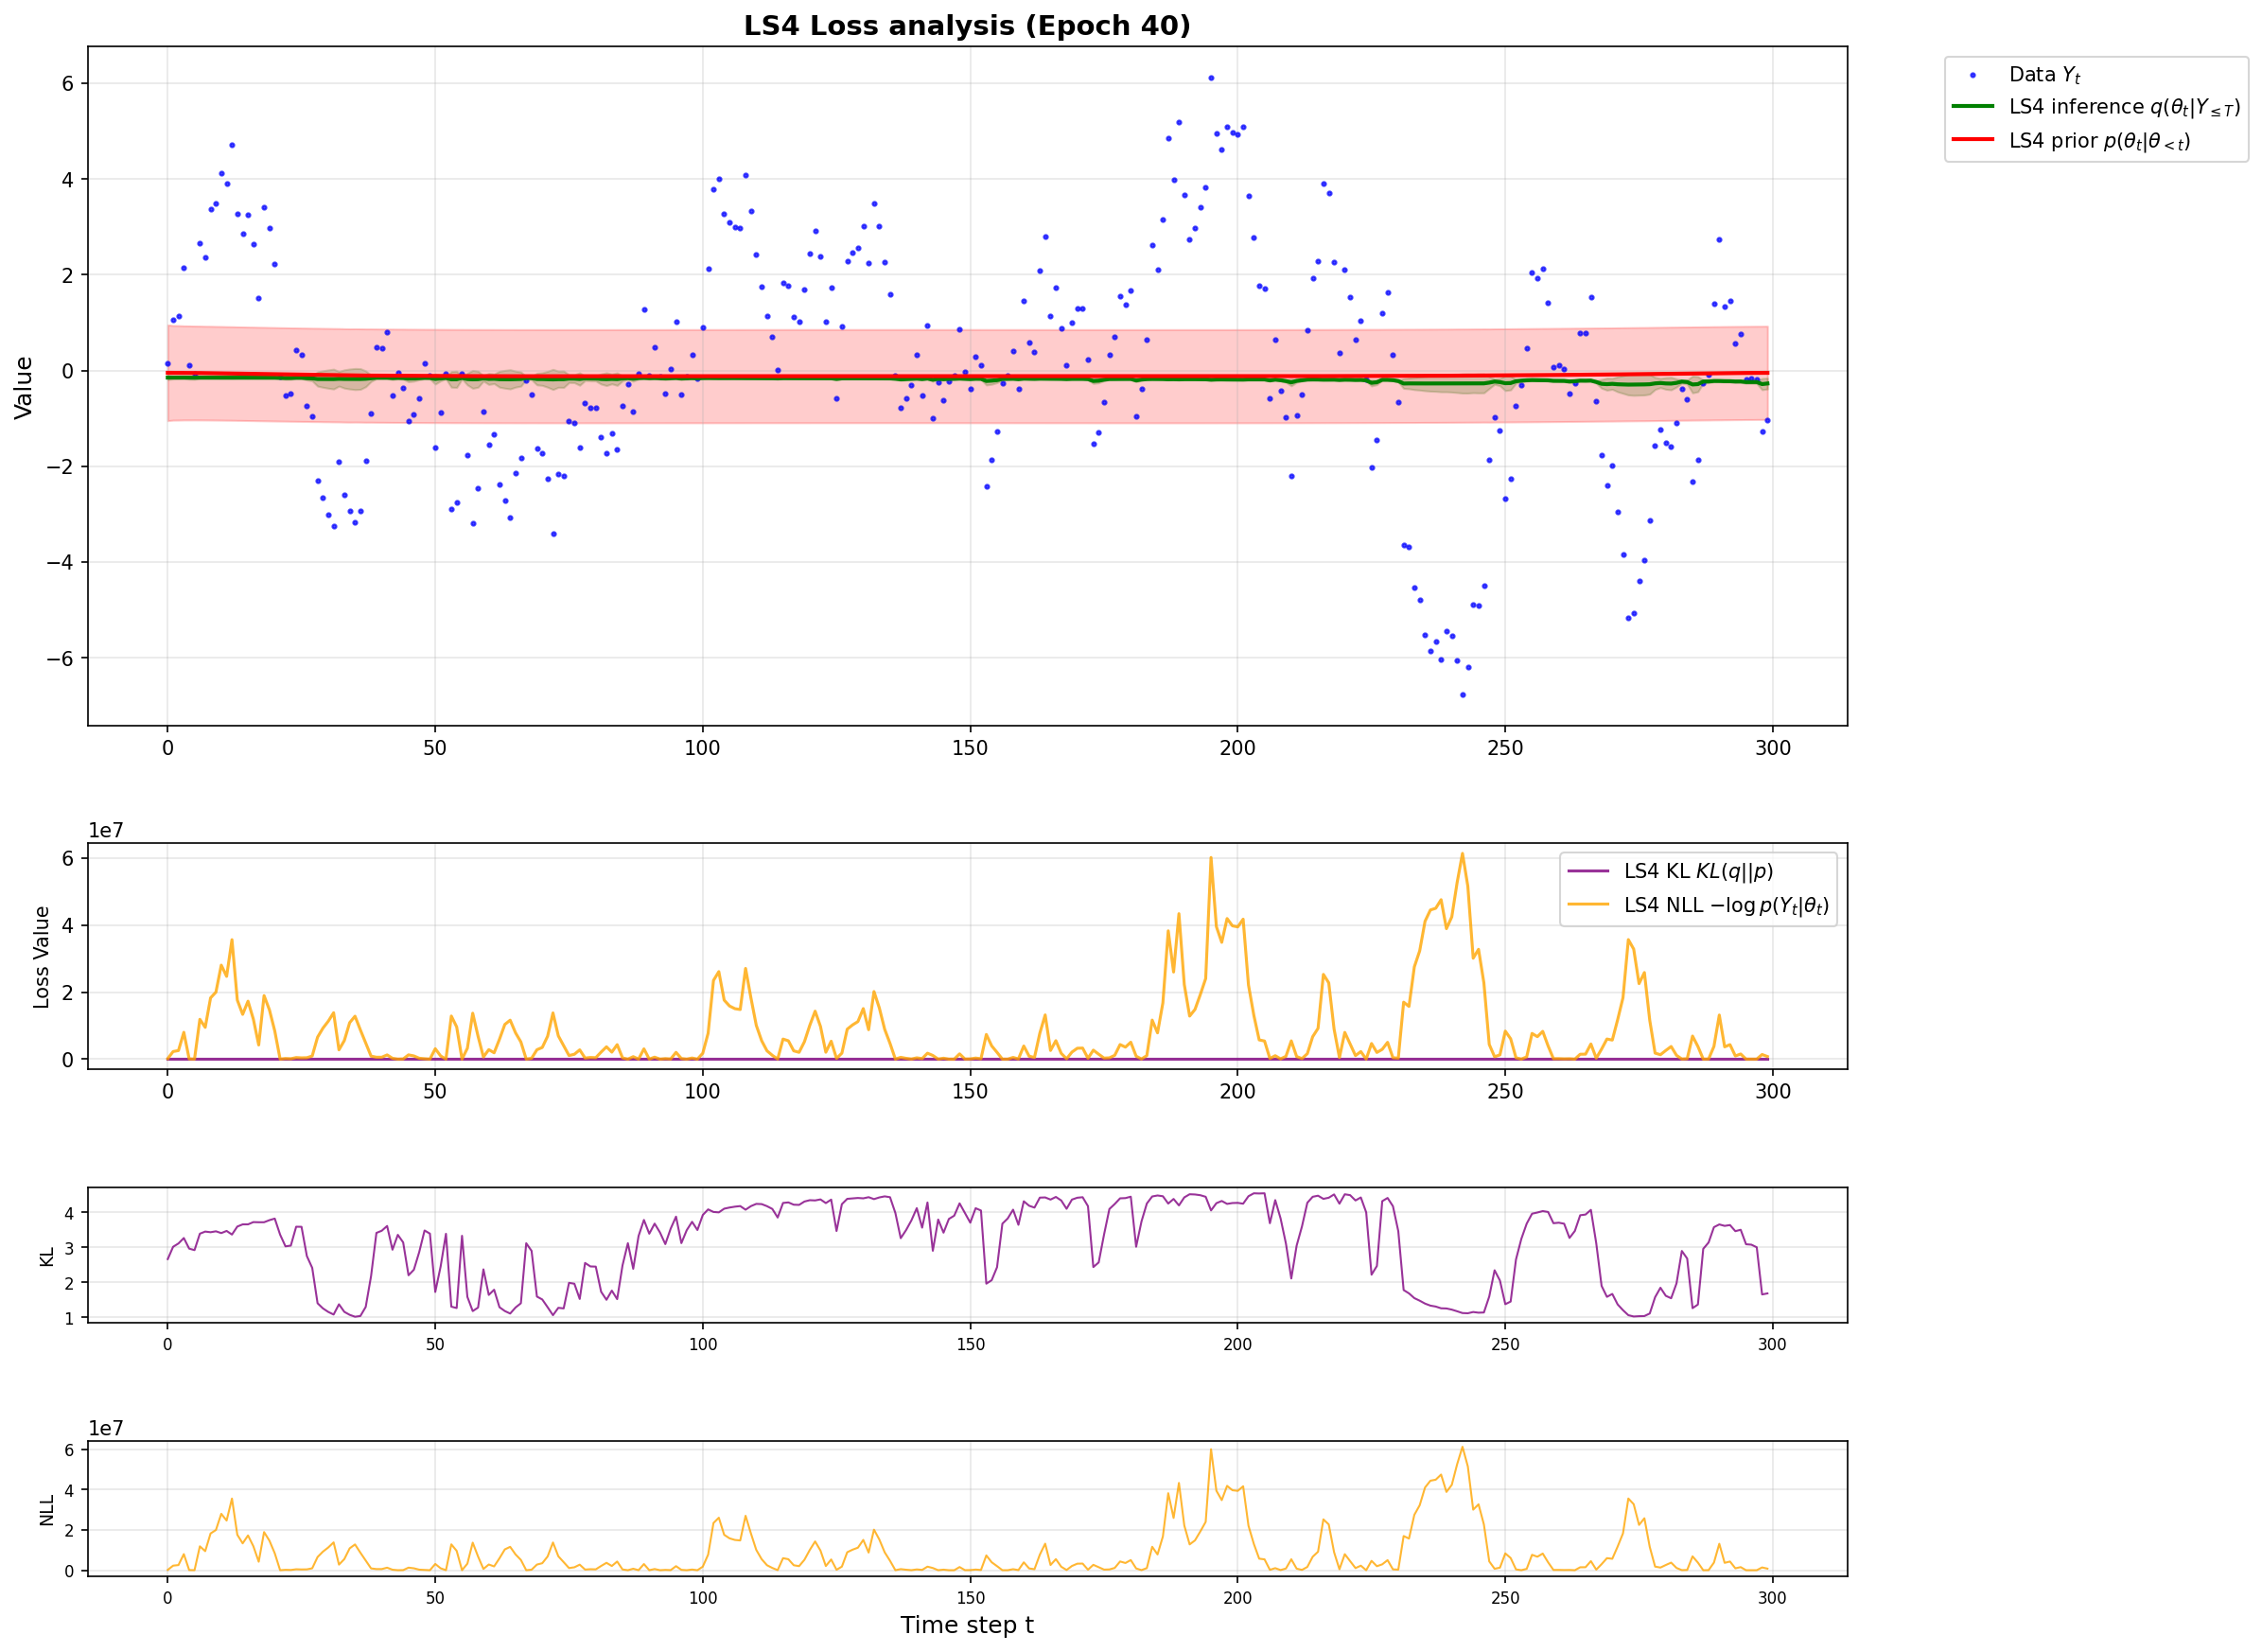 LS4 Loss analysis (Epoch 40)
Value
6
4
2
0
−2
−4
−6
0 50 100 150 200 250 300
Data Y_t
LS4 inference q(θ_t|Y_{≤T})
LS4 prior p(θ_t|θ_{<t})
1e7
Loss Value
6
4
2
0
0 50 100 150 200 250 300
LS4 KL KL(q||p)
LS4 NLL −log p(Y_t|θ_t)
KL
4
3
2
1
0 50 100 150 200 250 300
1e7
NLL
6
4
2
0
0 50 100 150 200 250 300
Time step t